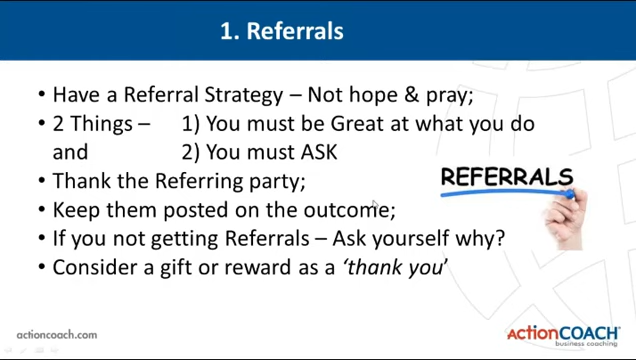 1. Referrals
• Have a Referral Strategy – Not hope & pray;
• 2 Things – 1) You must be Great at what you do
and 2) You must ASK
• Thank the Referring party;
• Keep them posted on the outcome;
• If you not getting Referrals – Ask yourself why?
• Consider a gift or reward as a ‘thank you’
REFERRALS
actioncoach.com
ActionCOACH®
business coaching